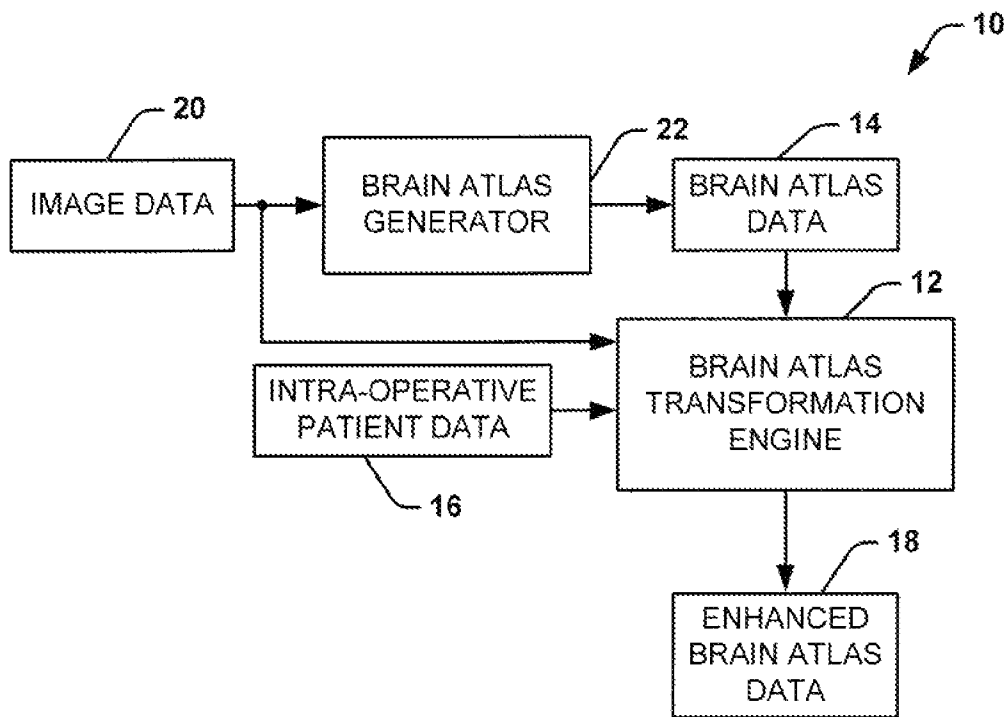 10
20
IMAGE DATA
BRAIN ATLAS
GENERATOR
22
14
BRAIN ATLAS
DATA
12
BRAIN ATLAS
TRANSFORMATION
ENGINE
INTRA-OPERATIVE
PATIENT DATA
16
18
ENHANCED
BRAIN ATLAS
DATA